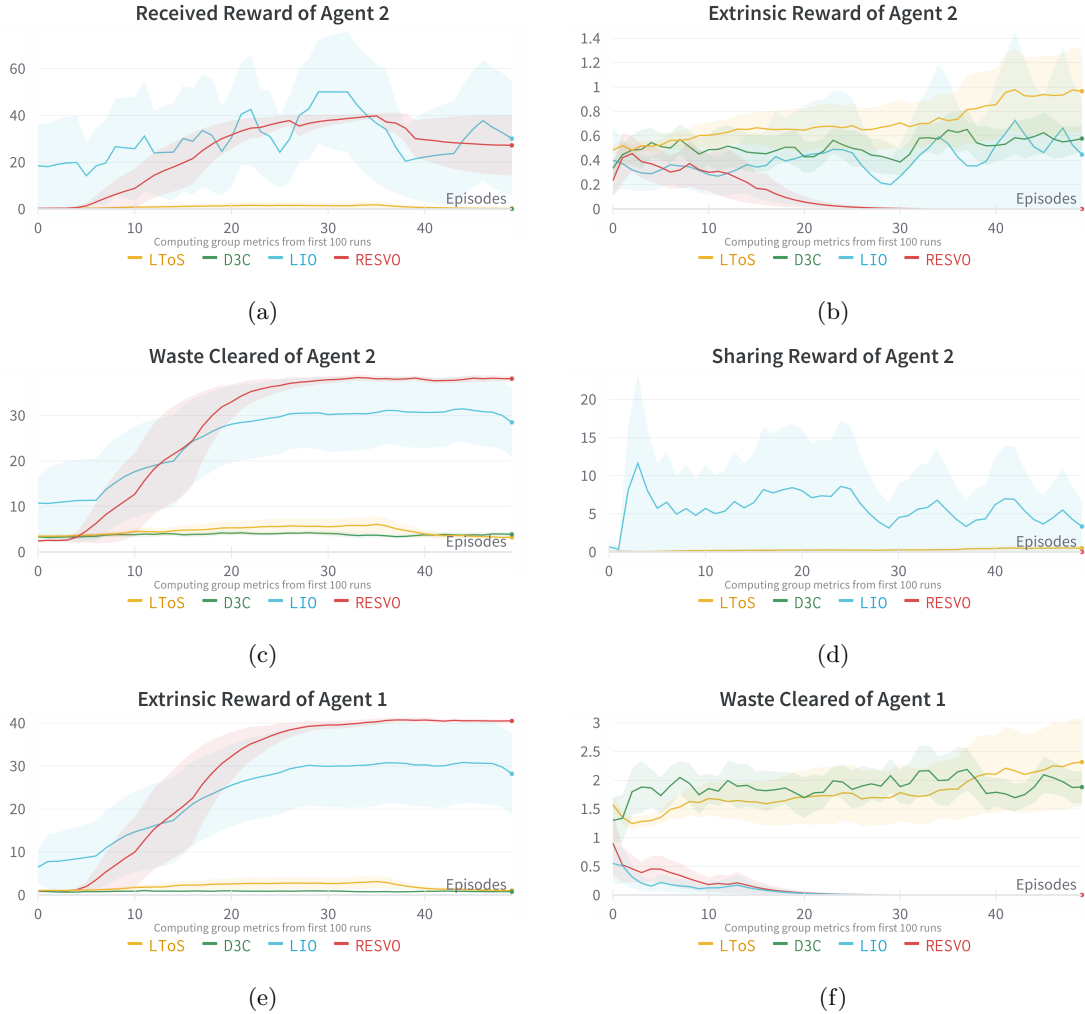 Received Reward of Agent 2
60
40
20
0
0 10 20 30 40
Episodes
Computing group metrics from first 100 runs
LToS D3C LIO RESVO
(a)
Extrinsic Reward of Agent 2
1.4
1.2
1
0.8
0.6
0.4
0.2
0
0 10 20 30 40
Episodes
Computing group metrics from first 100 runs
LToS D3C LIO RESVO
(b)
Waste Cleared of Agent 2
30
20
10
0
0 10 20 30 40
Episodes
Computing group metrics from first 100 runs
LToS D3C LIO RESVO
(c)
Sharing Reward of Agent 2
20
15
10
5
0
0 10 20 30 40
Episodes
Computing group metrics from first 100 runs
LToS D3C LIO RESVO
(d)
Extrinsic Reward of Agent 1
40
30
20
10
0
0 10 20 30 40
Episodes
Computing group metrics from first 100 runs
LToS D3C LIO RESVO
(e)
Waste Cleared of Agent 1
3
2.5
2
1.5
1
0.5
0
0 10 20 30 40
Episodes
Computing group metrics from first 100 runs
LToS D3C LIO RESVO
(f)